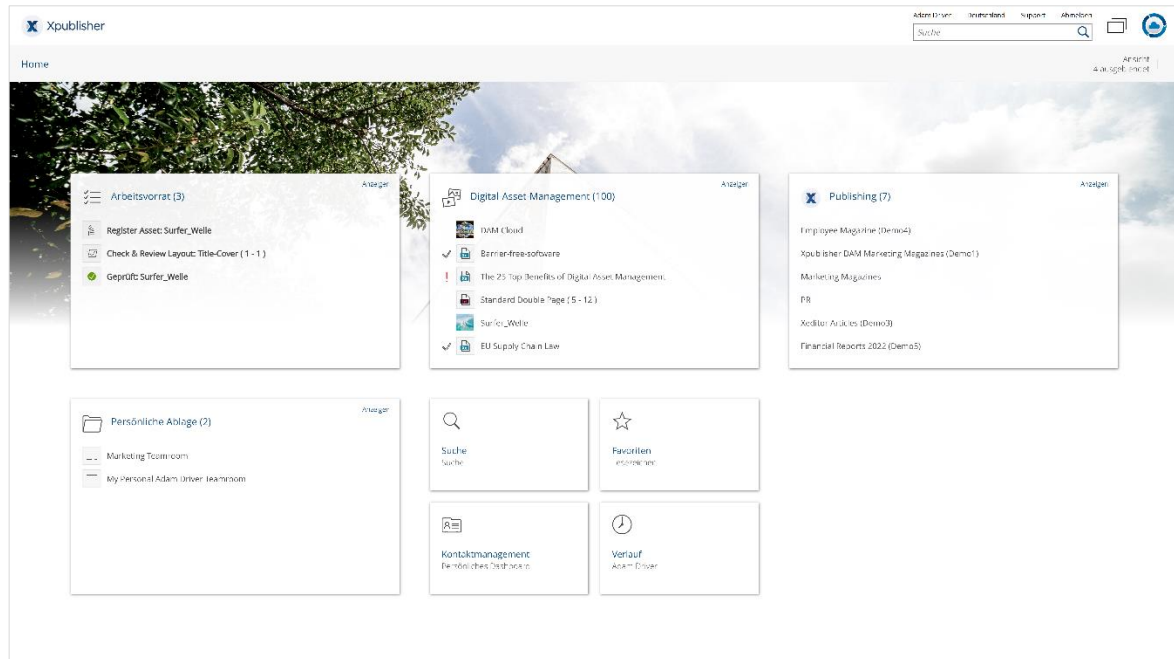 Xpublisher
Adam Driver Deutschland Support Abmelden
Suche
Home
Ansicht
4 ausgeblendet
Arbeitsvorrat (3)
Anzeigen
Register Asset: Surfer_Welle
Check & Review Layout: Title-Cover ( 1 - 1 )
Geprüft: Surfer_Welle
Digital Asset Management (100)
Anzeigen
DAM Cloud
Barrier-free-software
The 25 Top Benefits of Digital Asset Management
Standard Double Page ( 5 - 12 )
Surfer_Welle
EU Supply Chain Law
Publishing (7)
Anzeigen
Employee Magazine (Demo4)
Xpublisher DAM Marketing Magazines (Demo1)
Marketing Magazines
PR
Xeditor Articles (Demo3)
Financial Reports 2022 (Demo5)
Persönliche Ablage (2)
Anzeigen
Marketing Teamroom
My Personal Adam Driver Teamroom
Suche
Suche
Favoriten
Lesezeichen
Kontaktmanagement
Persönliches Dashboard
Verlauf
Adam Driver